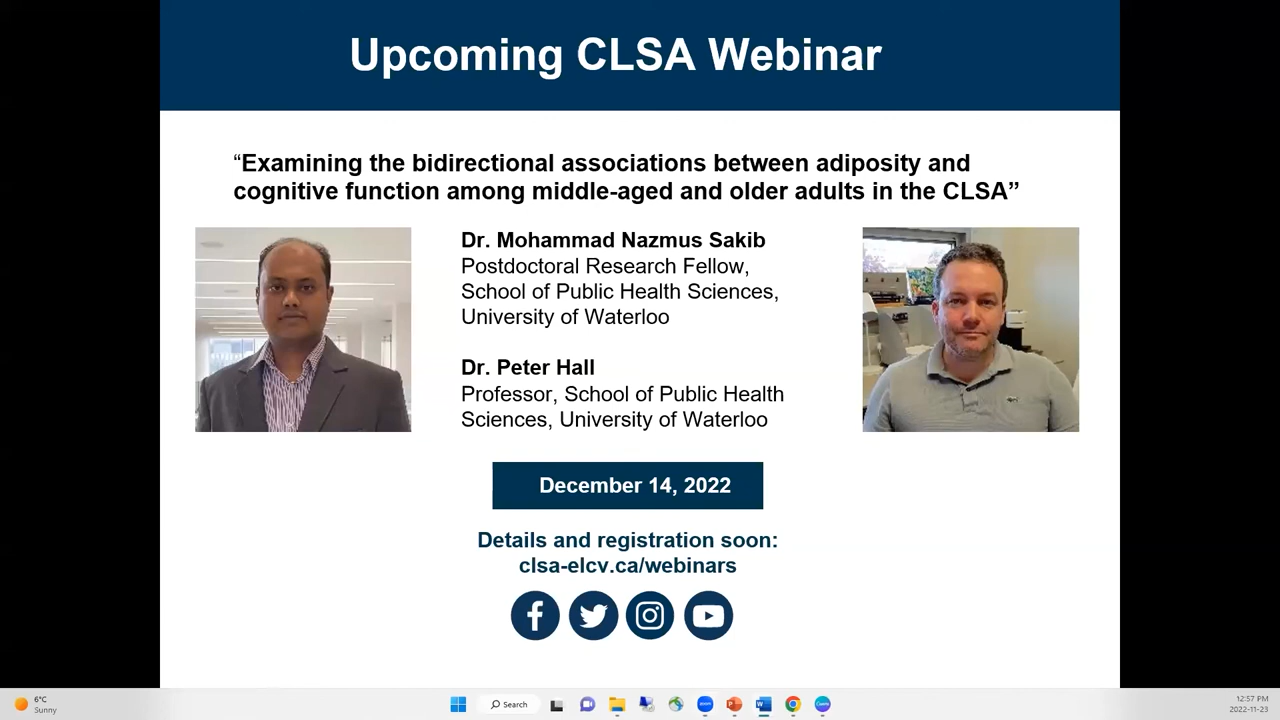 Upcoming CLSA Webinar
“Examining the bidirectional associations between adiposity and
cognitive function among middle-aged and older adults in the CLSA”
Dr. Mohammad Nazmus Sakib
Postdoctoral Research Fellow,
School of Public Health Sciences,
University of Waterloo
Dr. Peter Hall
Professor, School of Public Health
Sciences, University of Waterloo
December 14, 2022
Details and registration soon:
clsa-elcv.ca/webinars
6°C
Sunny
Search
zoom
12:57 PM
2022-11-23